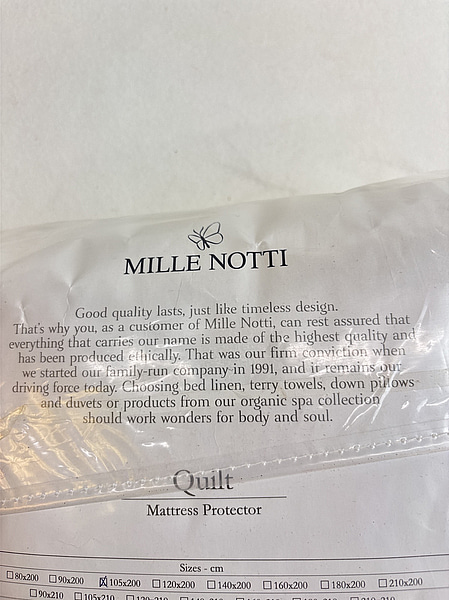 MILLE NOTTI
Good quality lasts, just like timeless design.
That's why you, as a customer of Mille Notti, can rest assured that
everything that carries our name is made of the highest quality and
has been produced ethically. That was our firm conviction when
we started our family-run company in 1991, and it remains our
driving force today. Choosing bed linen, terry towels, down pillows
and duvets or products from our organic spa collection
should work wonders for body and soul.
Quilt
Mattress Protector
Sizes - cm
☐80x200 ☐90x200 ☒105x200 ☐120x200 ☐140x200 ☐160x200 ☐180x200 ☐210x200
☐90x210 ☐105x210